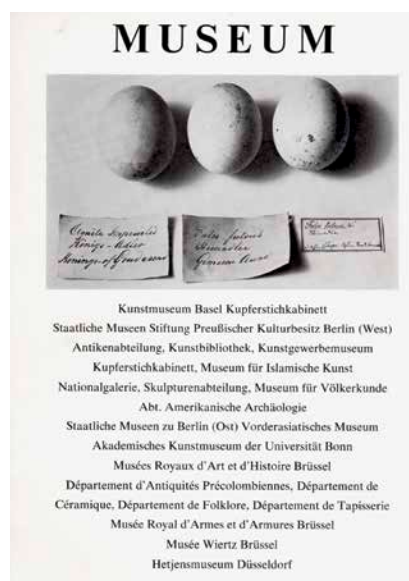 MUSEUM
Königs-Adler
Kunstmuseum Basel Kupferstichkabinett
Staatliche Museen Stiftung Preußischer Kulturbesitz Berlin (West)
Antikenabteilung, Kunstbibliothek, Kunstgewerbemuseum
Kupferstichkabinett, Museum für Islamische Kunst
Nationalgalerie, Skulpturenabteilung, Museum für Völkerkunde
Abt. Amerikanische Archäologie
Staatliche Museen zu Berlin (Ost) Vorderasiatisches Museum
Akademisches Kunstmuseum der Universität Bonn
Musées Royaux d'Art et d'Histoire Brüssel
Département d'Antiquités Précolombiennes, Département de
Céramique, Département de Folklore, Département de Tapisserie
Musée Royal d'Armes et d'Armures Brüssel
Musée Wiertz Brüssel
Hetjensmuseum Düsseldorf